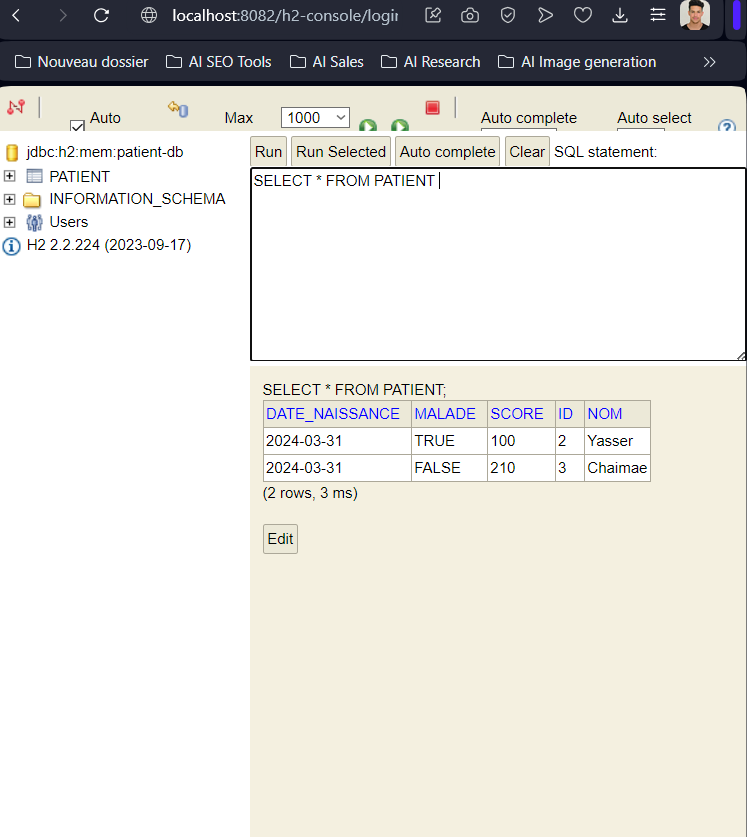 localhost:8082/h2-console/login
Nouveau dossier AI SEO Tools AI Sales AI Research AI Image generation
Auto Max 1000 Auto complete Auto select
jdbc:h2:mem:patient-db
PATIENT
INFORMATION_SCHEMA
Users
H2 2.2.224 (2023-09-17)
Run Run Selected Auto complete Clear SQL statement:
SELECT * FROM PATIENT
SELECT * FROM PATIENT;
DATE_NAISSANCE MALADE SCORE ID NOM
2024-03-31 TRUE 100 2 Yasser
2024-03-31 FALSE 210 3 Chaimae
(2 rows, 3 ms)
Edit